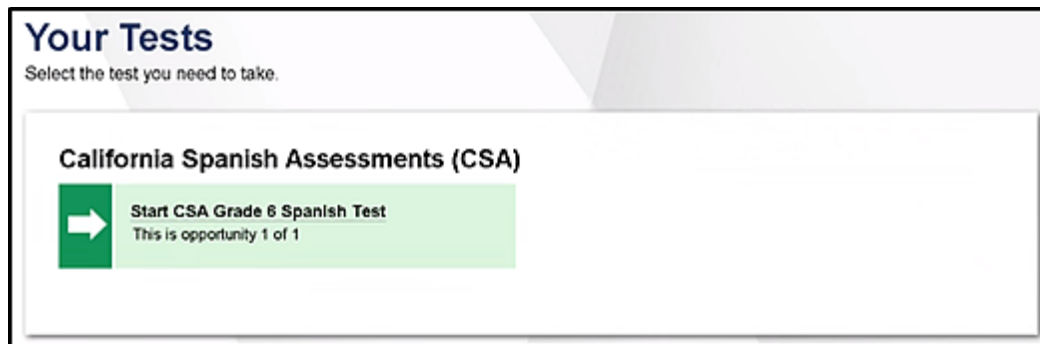 Your Tests
Select the test you need to take.
California Spanish Assessments (CSA)
Start CSA Grade 6 Spanish Test
This is opportunity 1 of 1